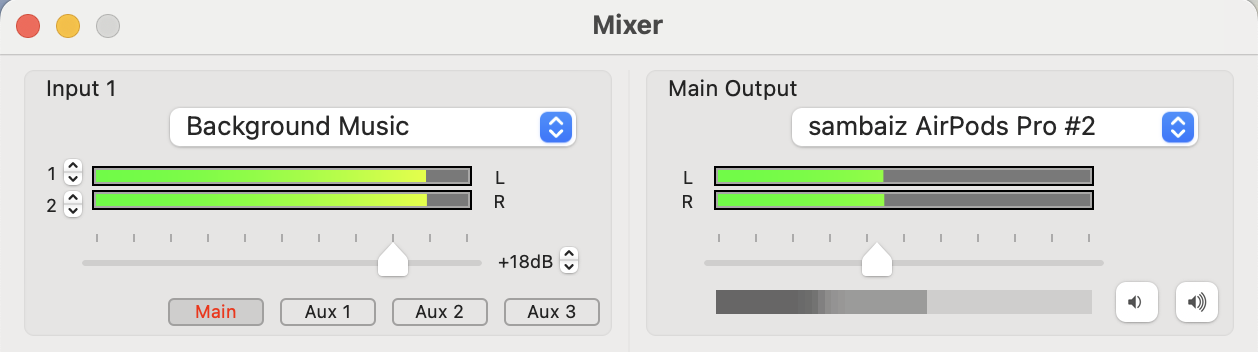 Mixer
Input 1
Background Music
1
L
2
R
+18dB
Main
Aux 1
Aux 2
Aux 3
Main Output
sambaiz AirPods Pro #2
L
R